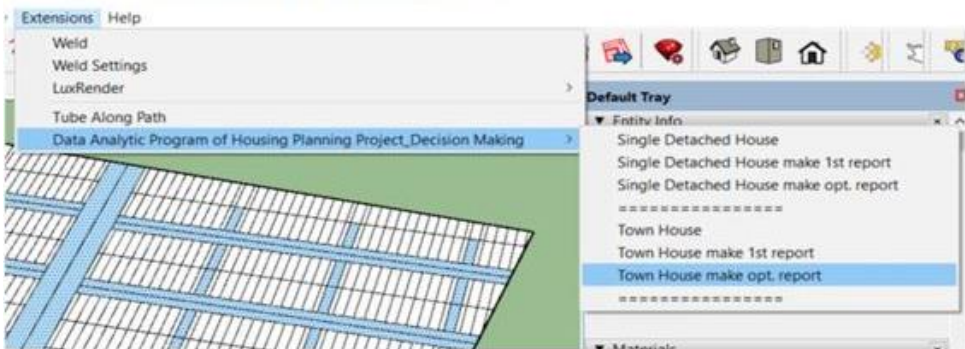 Extensions Help
Weld
Weld Settings
LuxRender
Tube Along Path
Data Analytic Program of Housing Planning Project_Decision Making
Default Tray
Entity Info
Single Detached House
Single Detached House make 1st report
Single Detached House make opt. report
================
Town House
Town House make 1st report
Town House make opt. report
================
Materials